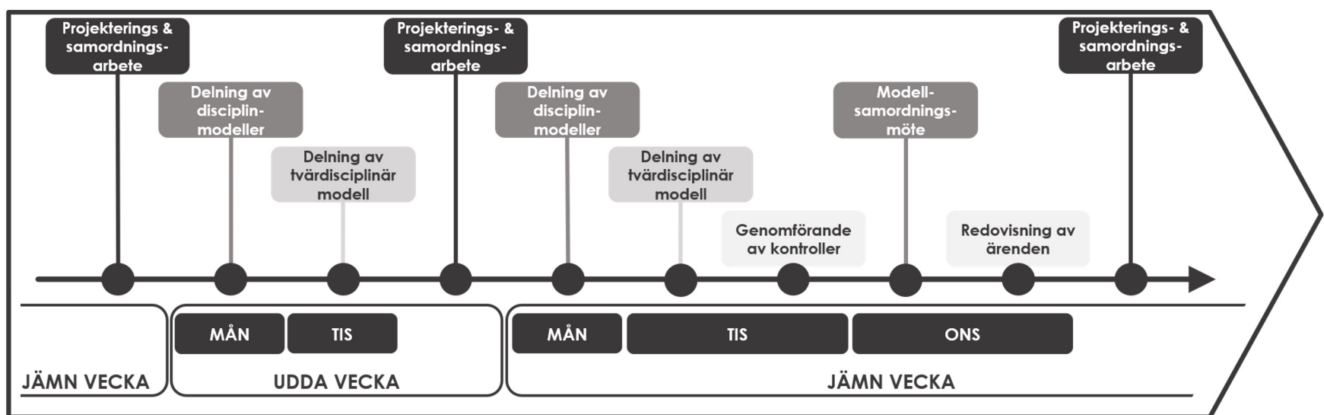 Projekterings &
samordnings-
arbete
Delning av
disciplin-
modeller
Delning av
tvärdisciplinär
modell
Projekterings- &
samordnings-
arbete
Delning av
disciplin-
modeller
Delning av
tvärdisciplinär
modell
Genomförande
av kontroller
Modell-
samordnings-
möte
Redovisning av
ärenden
Projekterings- &
samordnings-
arbete
MÅN
TIS
MÅN
TIS
ONS
JÄMN VECKA
UDDA VECKA
JÄMN VECKA